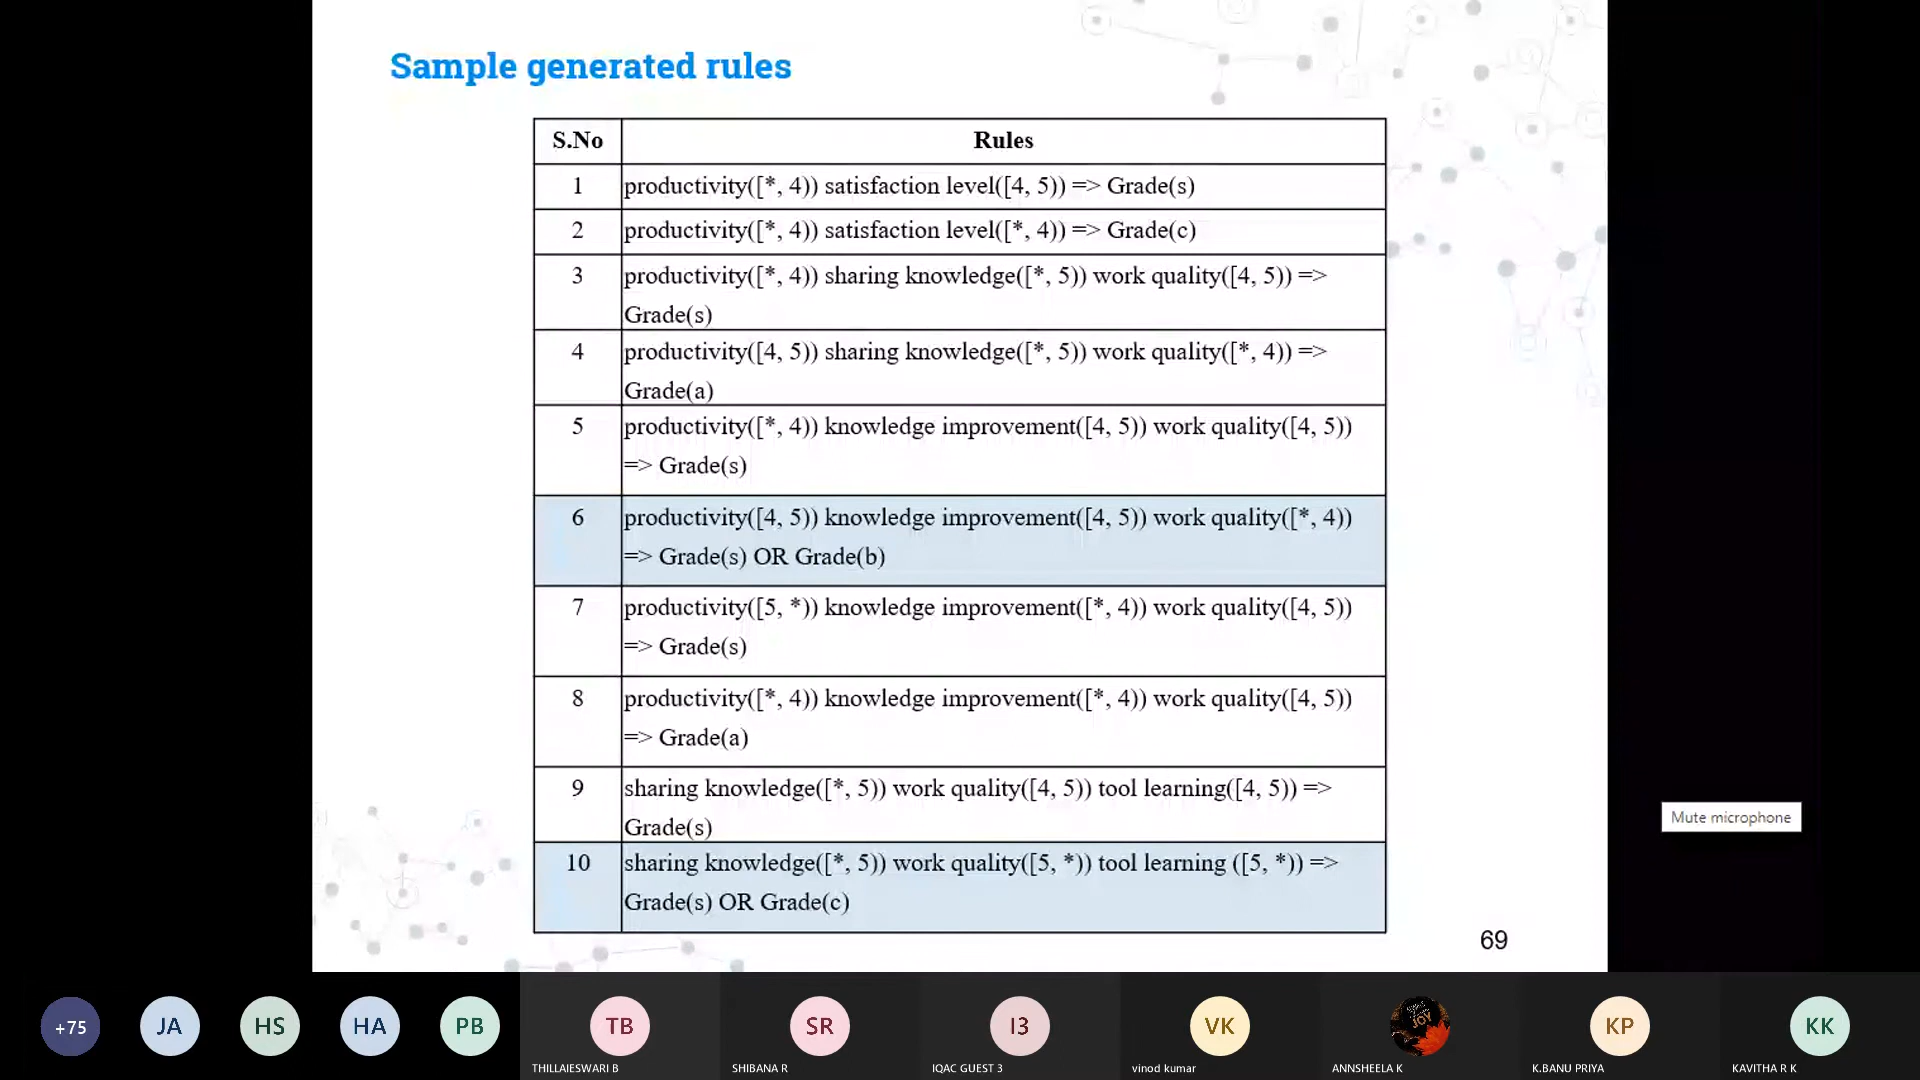 Sample generated rules
S.No Rules
1 productivity([*, 4)) satisfaction level([4, 5)) => Grade(s)
2 productivity([*, 4)) satisfaction level([*, 4)) => Grade(c)
3 productivity([*, 4)) sharing knowledge([*, 5)) work quality([4, 5)) =>
Grade(s)
4 productivity([4, 5)) sharing knowledge([*, 5)) work quality([*, 4)) =>
Grade(a)
5 productivity([*, 4)) knowledge improvement([4, 5)) work quality([4, 5))
=> Grade(s)
6 productivity([4, 5)) knowledge improvement([4, 5)) work quality([*, 4))
=> Grade(s) OR Grade(b)
7 productivity([5, *)) knowledge improvement([*, 4)) work quality([4, 5))
=> Grade(s)
8 productivity([*, 4)) knowledge improvement([*, 4)) work quality([4, 5))
=> Grade(a)
9 sharing knowledge([*, 5)) work quality([4, 5)) tool learning([4, 5)) =>
Grade(s)
10 sharing knowledge([*, 5)) work quality([5, *)) tool learning ([5, *)) =>
Grade(s) OR Grade(c)
Mute microphone
69
+75 JA HS HA PB TB SR I3 VK JOY KP KK
THILLAIESWARI B SHIBANA R IQAC GUEST 3 vinod kumar ANNSHEELA K K.BANU PRIYA KAVITHA R K